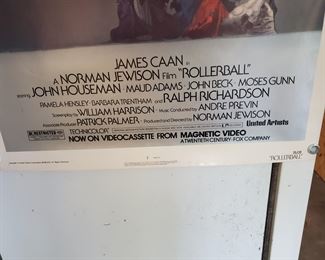 JAMES CAAN
A NORMAN JEWISON Film "ROLLERBALL"
starring JOHN HOUSEMAN · MAUD ADAMS · JOHN BECK · MOSES GUNN
PAMELA HENSLEY · BARBARA TRENTHAM and RALPH RICHARDSON
Screenplay by WILLIAM HARRISON Music Conducted by ANDRE PREVIN
Associate Producer PATRICK PALMER Produced and Directed by NORMAN JEWISON
R RESTRICTED TECHNICOLOR® United Artists
NOW ON VIDEOCASSETTE FROM MAGNETIC VIDEO
A TWENTIETH CENTURY-FOX COMPANY
"ROLLERBALL"